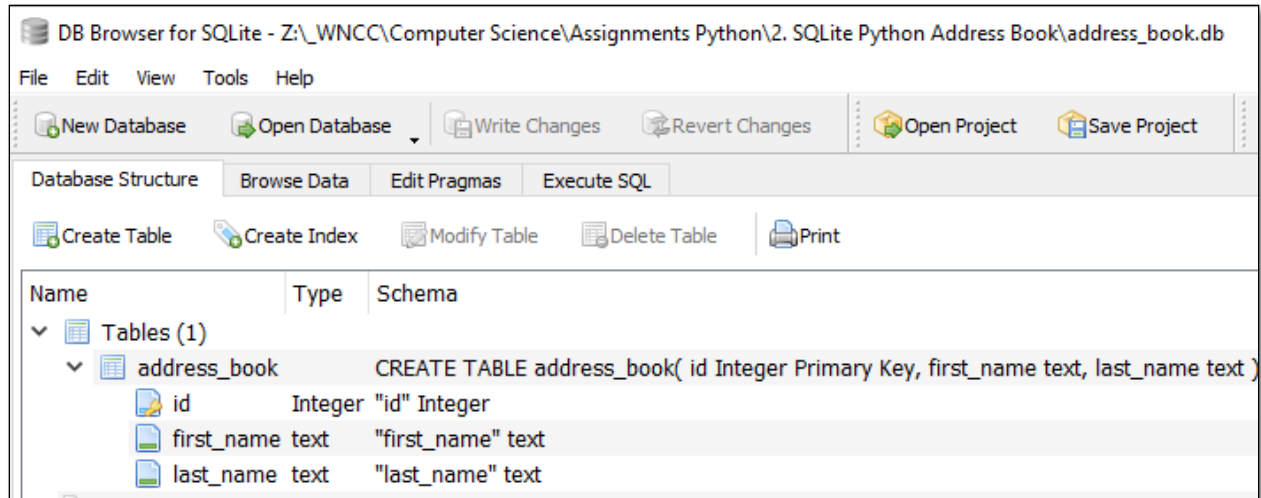 DB Browser for SQLite - Z:\_WNCC\Computer Science\Assignments Python\2. SQLite Python Address Book\address_book.db
File Edit View Tools Help
New Database Open Database Write Changes Revert Changes Open Project Save Project
Database Structure Browse Data Edit Pragmas Execute SQL
Create Table Create Index Modify Table Delete Table Print
Name Type Schema
Tables (1)
address_book CREATE TABLE address_book( id Integer Primary Key, first_name text, last_name text )
id Integer "id" Integer
first_name text "first_name" text
last_name text "last_name" text